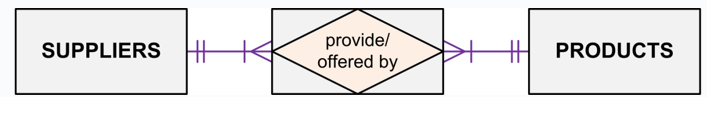 SUPPLIERS
provide/
offered by
PRODUCTS